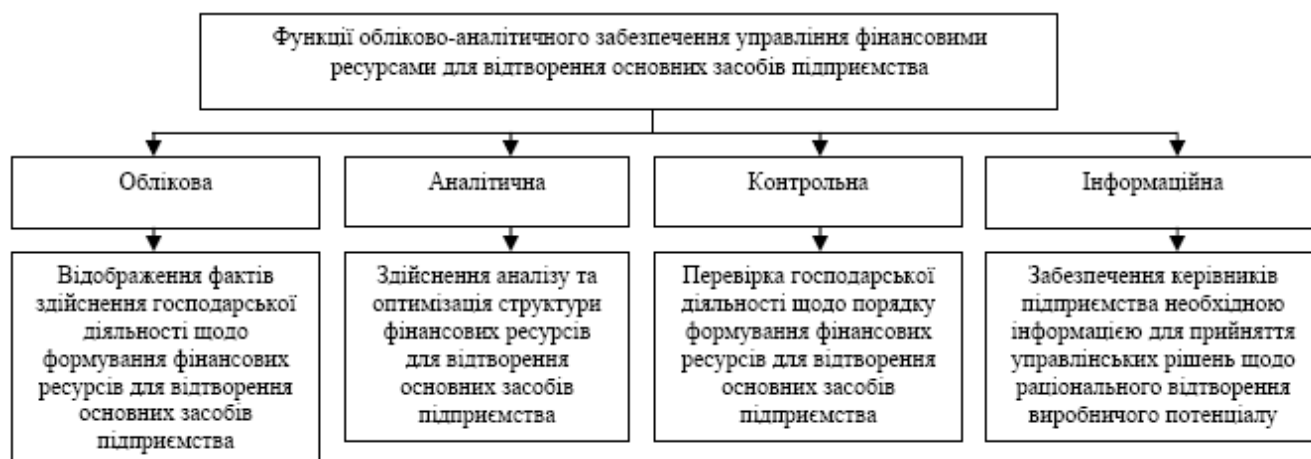 Функції обліково-аналітичного забезпечення управління фінансовими
ресурсами для відтворення основних засобів підприємства
Облікова
Аналітична
Контрольна
Інформаційна
Відображення фактів
здійснення господарської
діяльності щодо
формування фінансових
ресурсів для відтворення
основних засобів
підприємства
Здійснення аналізу та
оптимізація структури
фінансових ресурсів
для відтворення
основних засобів
підприємства
Перевірка господарської
діяльності щодо порядку
формування фінансових
ресурсів для відтворення
основних засобів
підприємства
Забезпечення керівників
підприємства необхідною
інформацією для прийняття
управлінських рішень щодо
раціонального відтворення
виробничого потенціалу